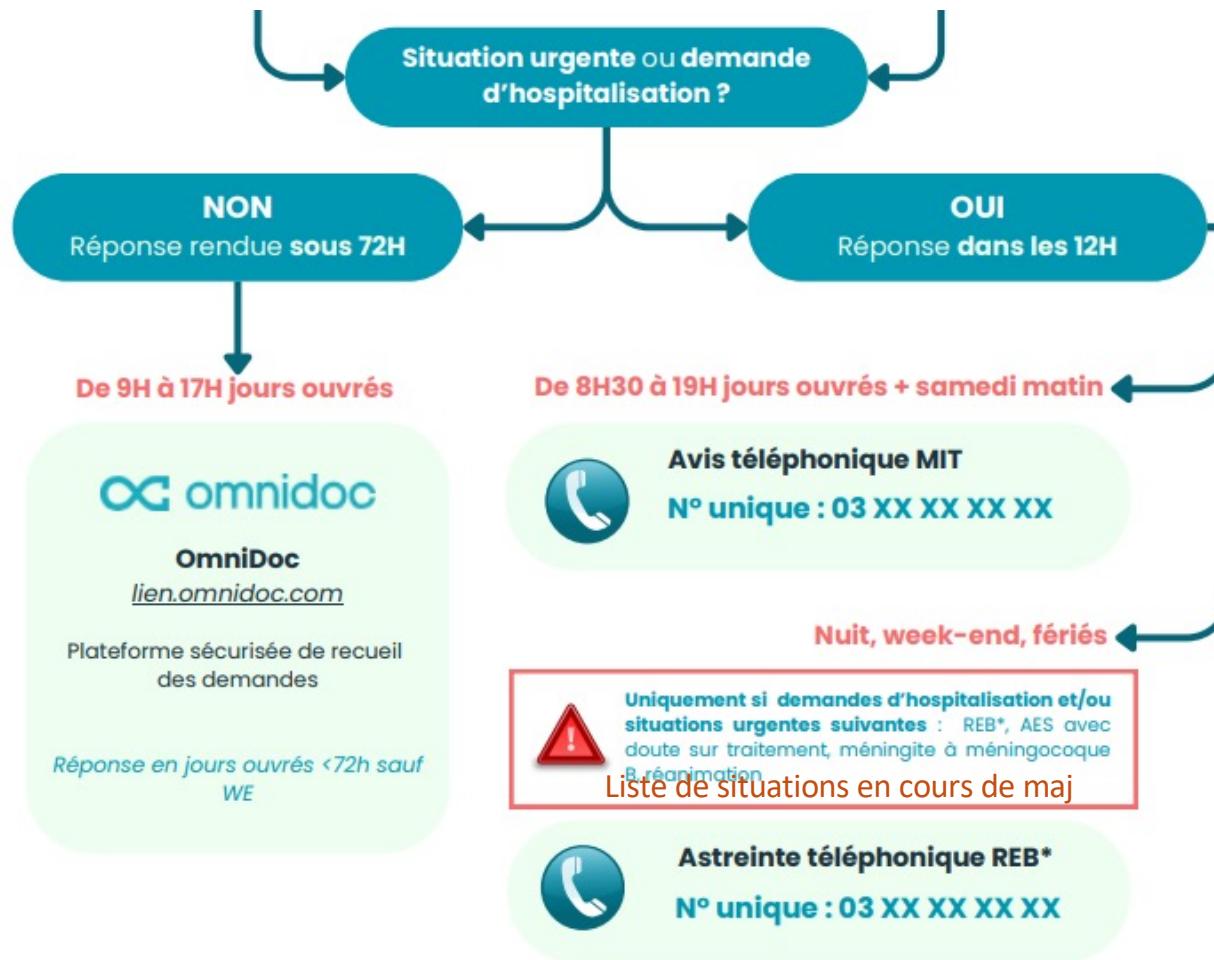 Situation urgente ou demande
d'hospitalisation ?
NON
Réponse rendue sous 72H
OUI
Réponse dans les 12H
De 9H à 17H jours ouvrés
omnidoc
OmniDoc
lien.omnidoc.com
Plateforme sécurisée de recueil
des demandes
Réponse en jours ouvrés <72h sauf
WE
De 8H30 à 19H jours ouvrés + samedi matin
Avis téléphonique MIT
N° unique : 03 XX XX XX XX
Nuit, week-end, fériés
Uniquement si demandes d'hospitalisation et/ou
situations urgentes suivantes : REB*, AES avec
doute sur traitement, méningite à méningocoque
B, réanimation
Liste de situations en cours de maj
Astreinte téléphonique REB*
N° unique : 03 XX XX XX XX